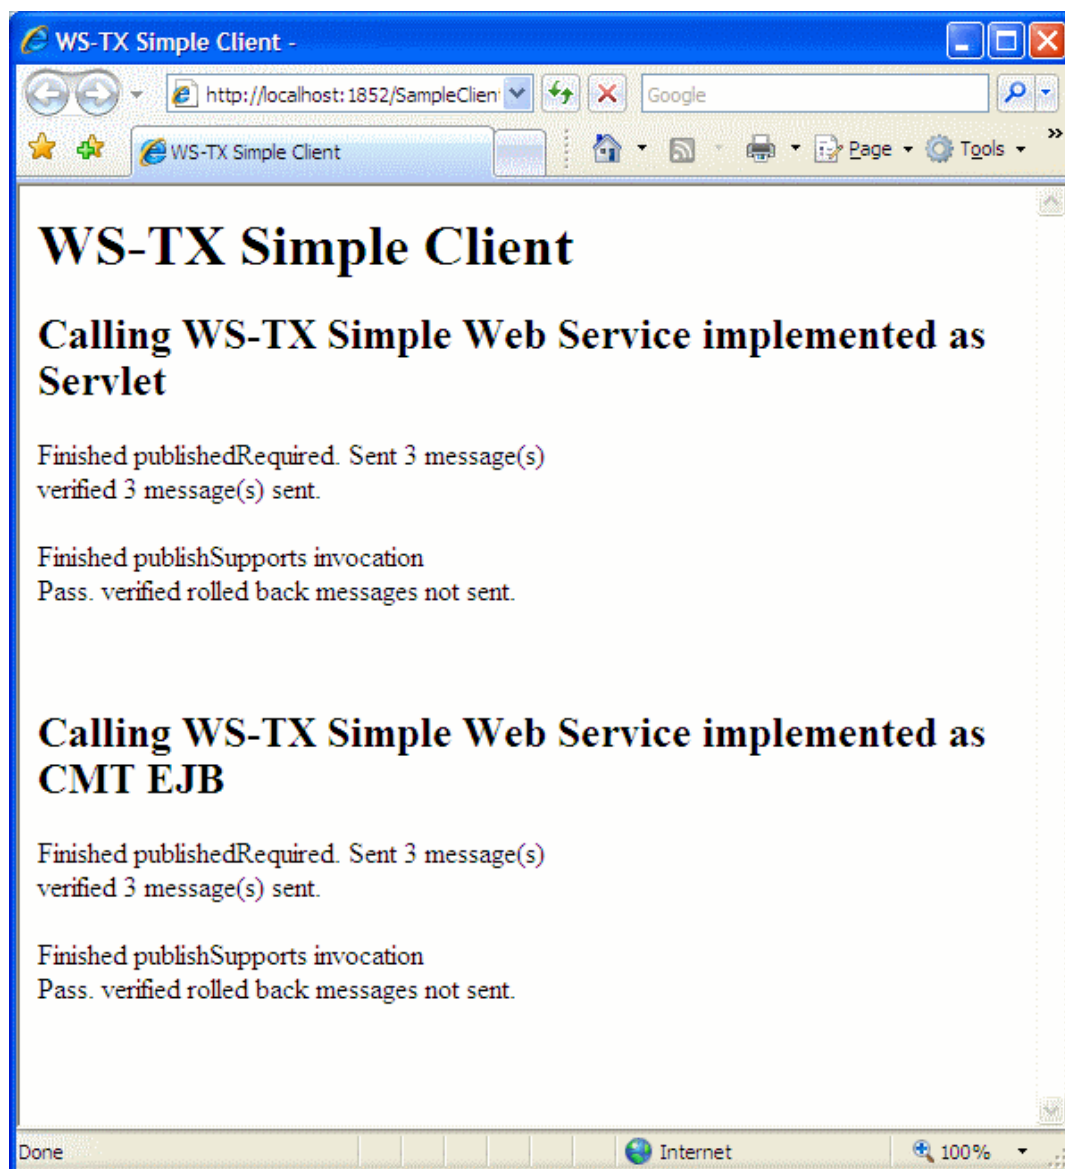 WS-TX Simple Client -
http://localhost:1852/SampleClien
Google
WS-TX Simple Client
Page
Tools
»
WS-TX Simple Client
Calling WS-TX Simple Web Service implemented as
Servlet
Finished publishedRequired. Sent 3 message(s)
verified 3 message(s) sent.
Finished publishSupports invocation
Pass. verified rolled back messages not sent.
Calling WS-TX Simple Web Service implemented as
CMT EJB
Finished publishedRequired. Sent 3 message(s)
verified 3 message(s) sent.
Finished publishSupports invocation
Pass. verified rolled back messages not sent.
Done
Internet
100%